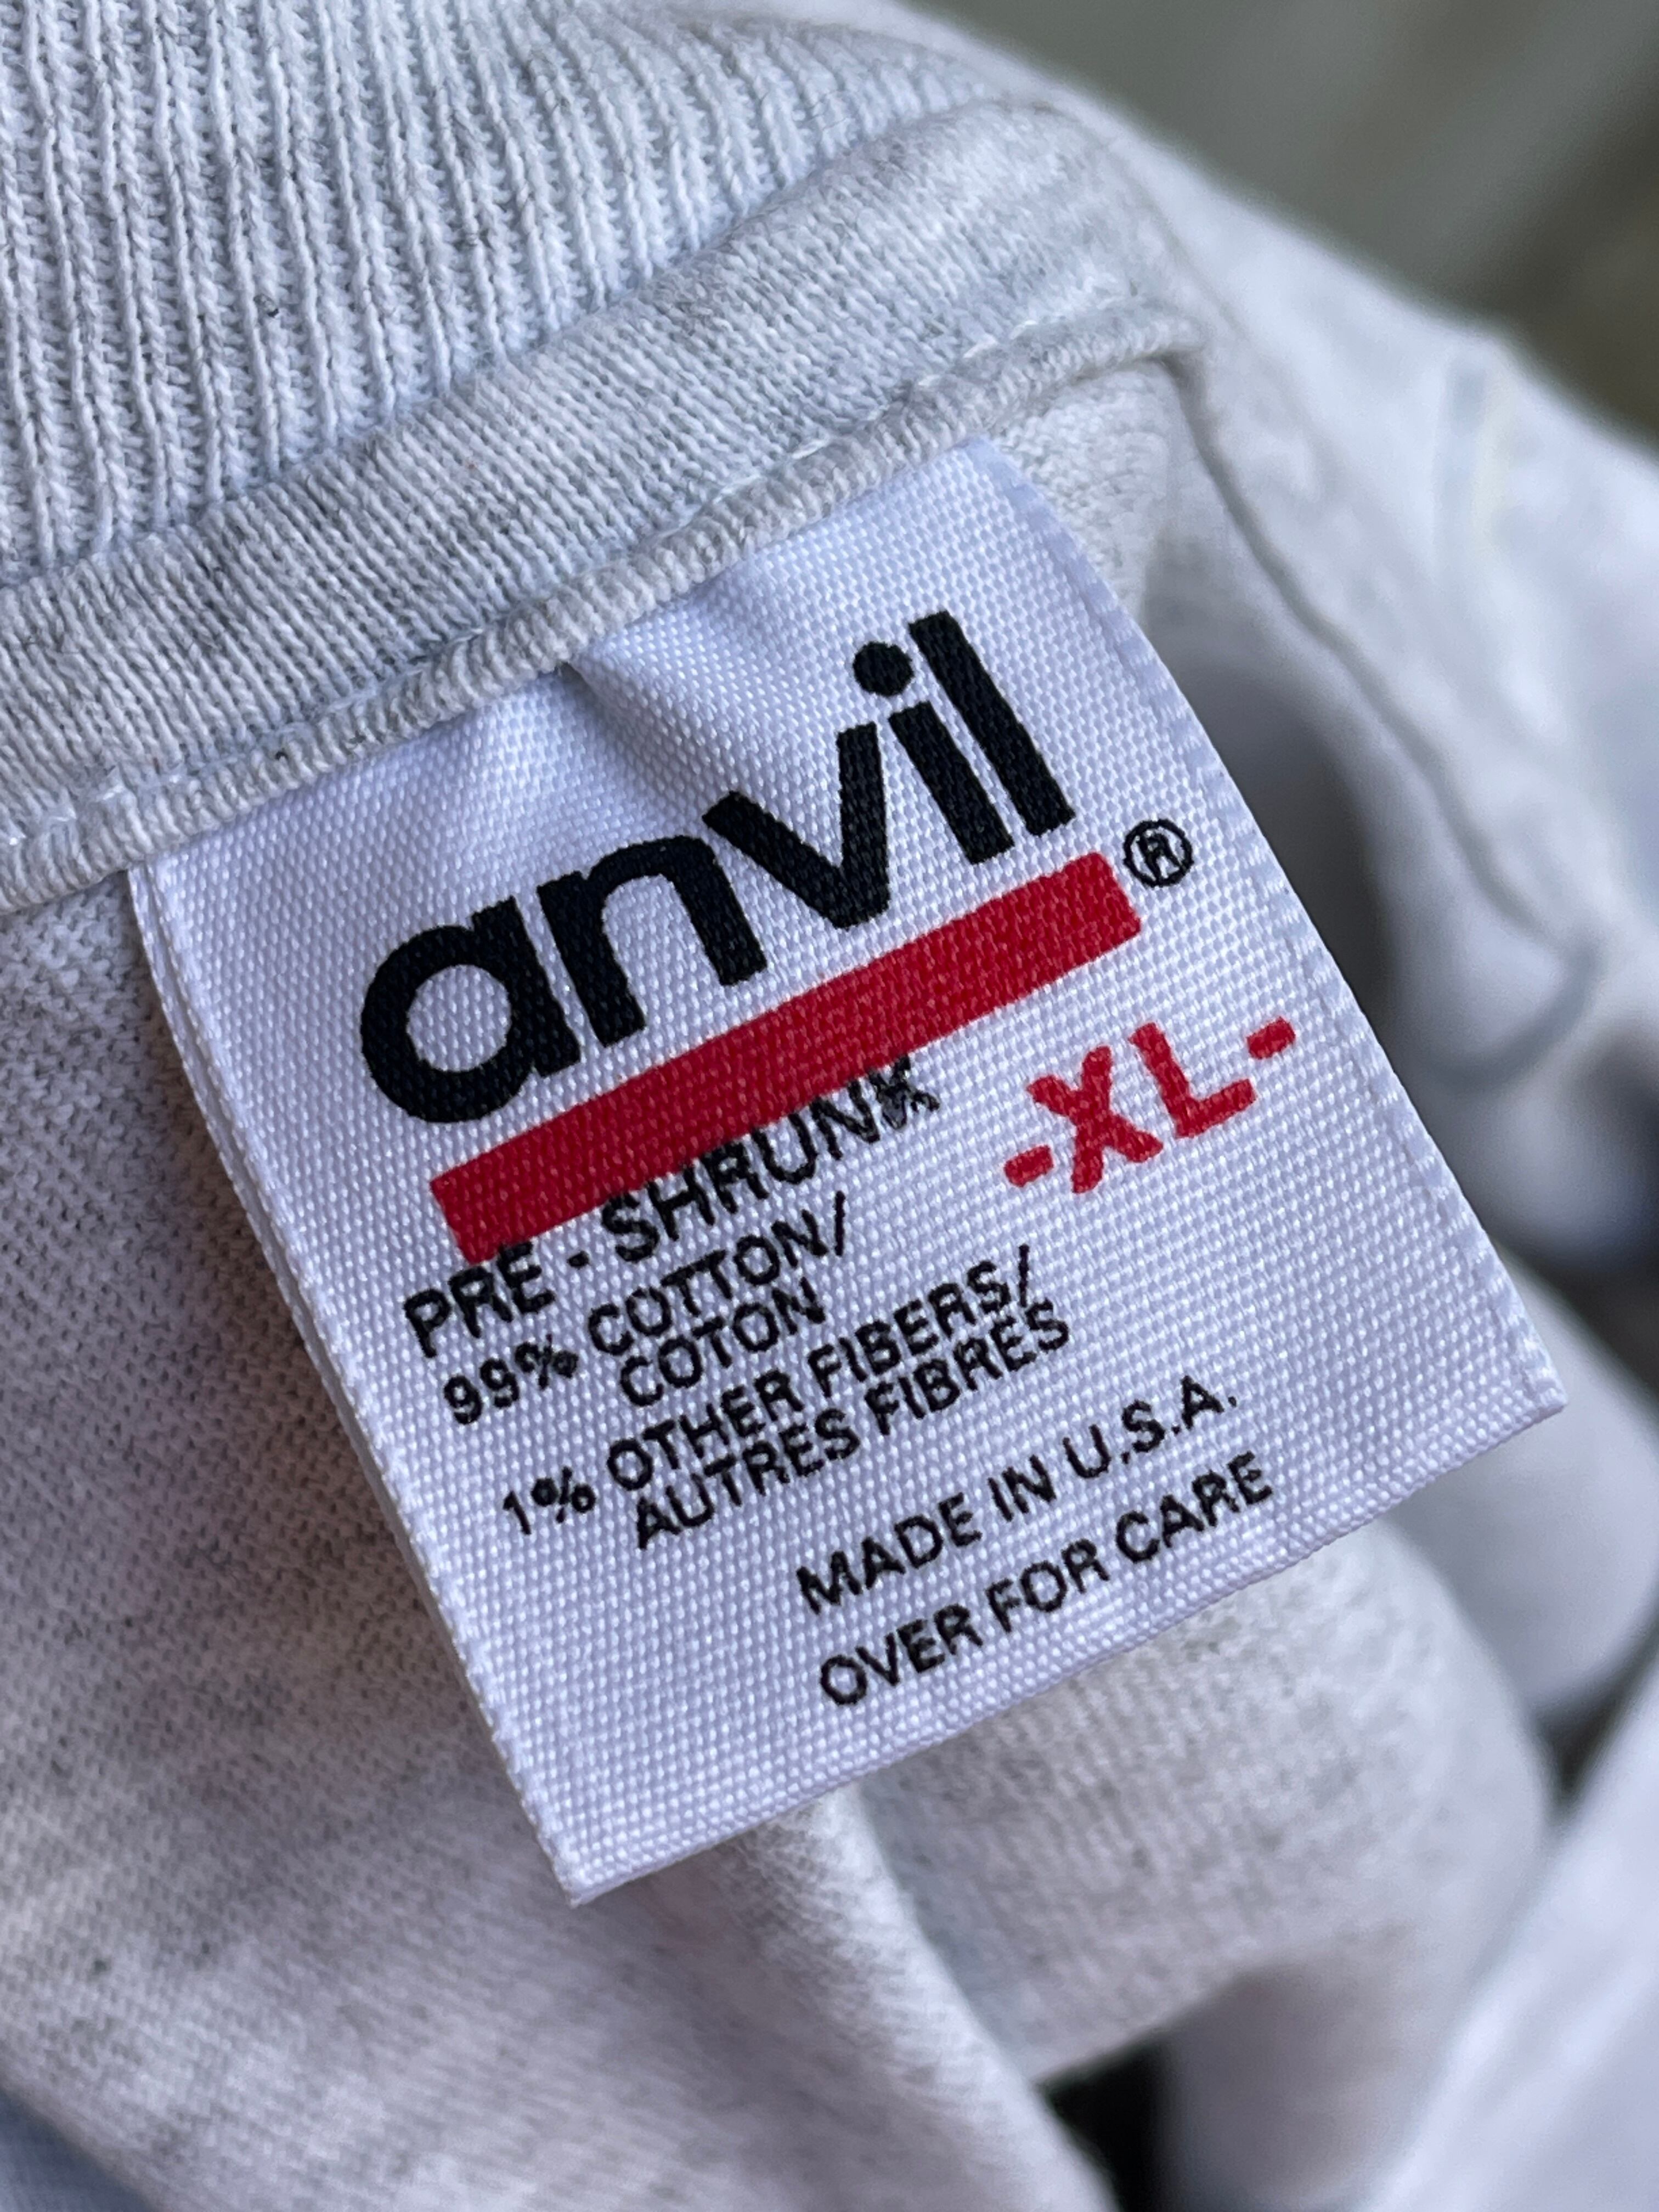 anvil®
-XL-
PRE - SHRUNK
99% COTTON/
COTON
1% OTHER FIBERS/
AUTRES FIBRES
MADE IN U.S.A.
OVER FOR CARE